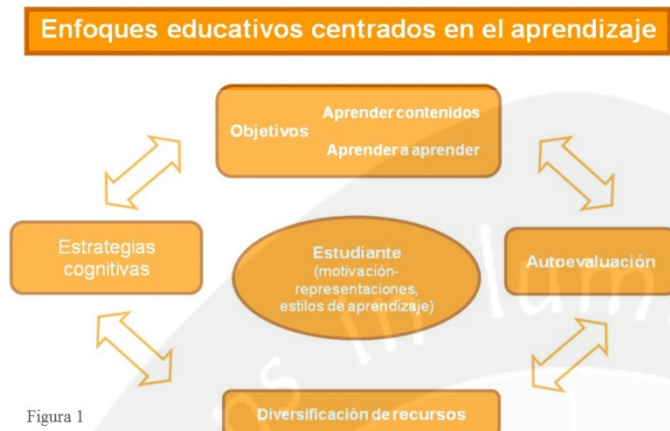 Enfoques educativos centrados en el aprendizaje
Objetivos
Aprender contenidos
Aprender a aprender
Estrategias
cognitivas
Estudiante
(motivación-
representaciones,
estilos de aprendizaje)
Autoevaluación
Diversificación de recursos
Figura 1